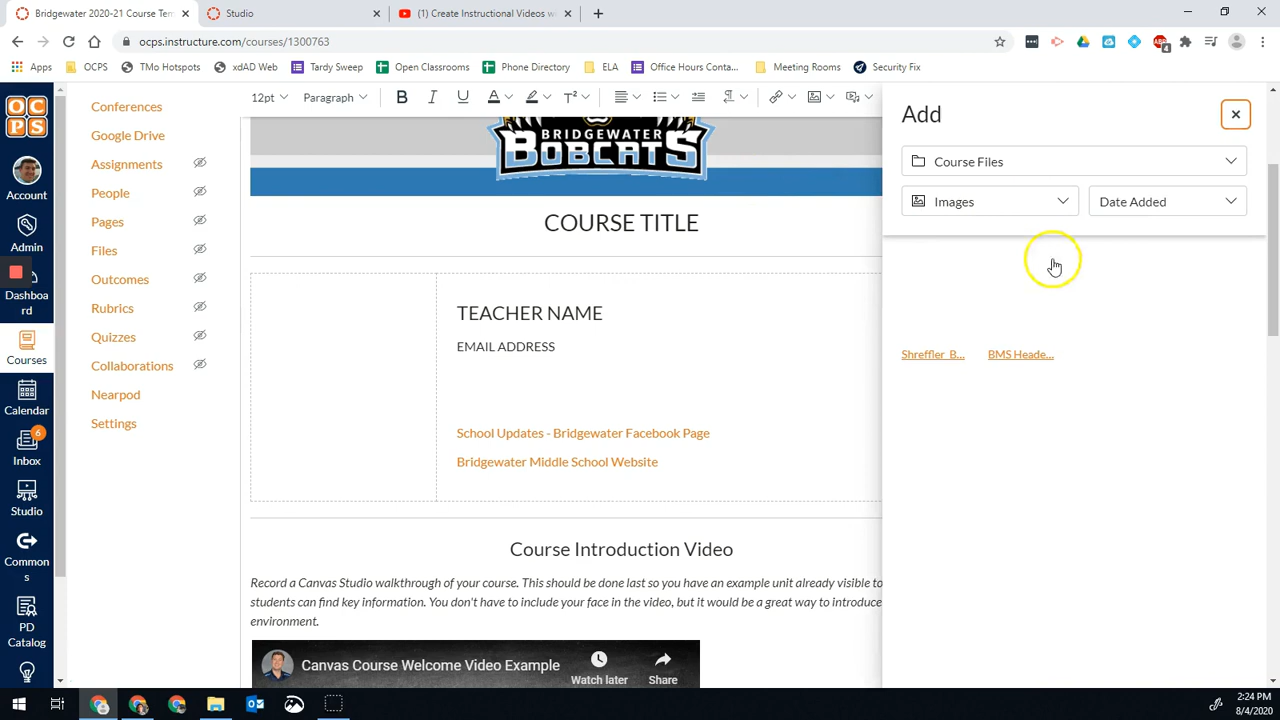 Bridgewater 2020-21 Course Tem
Studio
(1) Create Instructional Videos wi
ocps.instructure.com/courses/1300763
Apps
OCPS
TMo Hotspots
xdAD Web
Tardy Sweep
Open Classrooms
Phone Directory
ELA
Office Hours Conta...
Meeting Rooms
Security Fix
OC
PS
Account
Admin
Dashboa
rd
Courses
Calendar
6
Inbox
Studio
Common
s
PD
Catalog
Conferences
Google Drive
Assignments
People
Pages
Files
Outcomes
Rubrics
Quizzes
Collaborations
Nearpod
Settings
12pt
Paragraph
BRIDGEWATER
BOBCATS
COURSE TITLE
TEACHER NAME
EMAIL ADDRESS
School Updates - Bridgewater Facebook Page
Bridgewater Middle School Website
Course Introduction Video
Record a Canvas Studio walkthrough of your course. This should be done last so you have an example unit already visible to
students can find key information. You don't have to include your face in the video, but it would be a great way to introduce
environment.
Canvas Course Welcome Video Example
Watch later
Share
Add
Course Files
Images
Date Added
Shreffler_B...
BMS Heade...
2:24 PM
8/4/2020